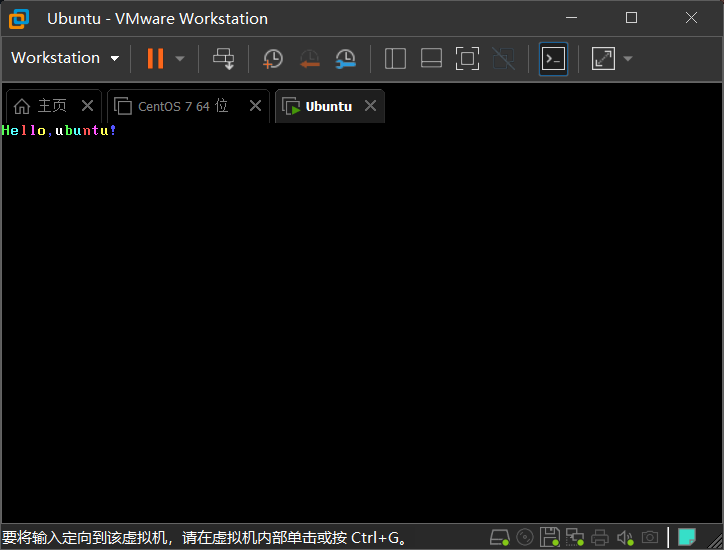 Ubuntu - VMware Workstation
Workstation
主页
CentOS 7 64 位
Ubuntu
Hello,ubuntu!
要将输入定向到该虚拟机，请在虚拟机内部单击或按 Ctrl+G。